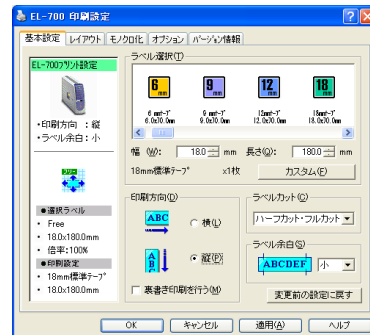 EL-700 印刷設定
基本設定 レイアウト モノクロ化 オプション バージョン情報
EL-700プリント設定
・印刷方向 ：縦
・ラベル余白：小
フリー
●選択ラベル
・ Free
・ 18.0x180.0mm
・ 倍率:100%
●印刷設定
・ 18mm標準テープ
・ 18.0x180.0mm
ラベル選択(T)
6 mm
9 mm
12 mm
18 mm
6 mmテープ 9 mmテープ 12mmテープ 18mmテープ
6.0x70.0mm 9.0x70.0mm 12.0x70.0mm 18.0x70.0mm
幅 (W): 18.0 mm 長さ(Q): 180.0 mm
18mm標準テープ x1枚 カスタム(E)
印刷方向(D)
ABC 横(L)
AB 縦(P)
裏書き印刷を行う(M)
ラベルカット(C)
ハーフカット・フルカット
ラベル余白(S)
ABCDEF 小
変更前の設定に戻す
OK キャンセル 適用(A) ヘルプ